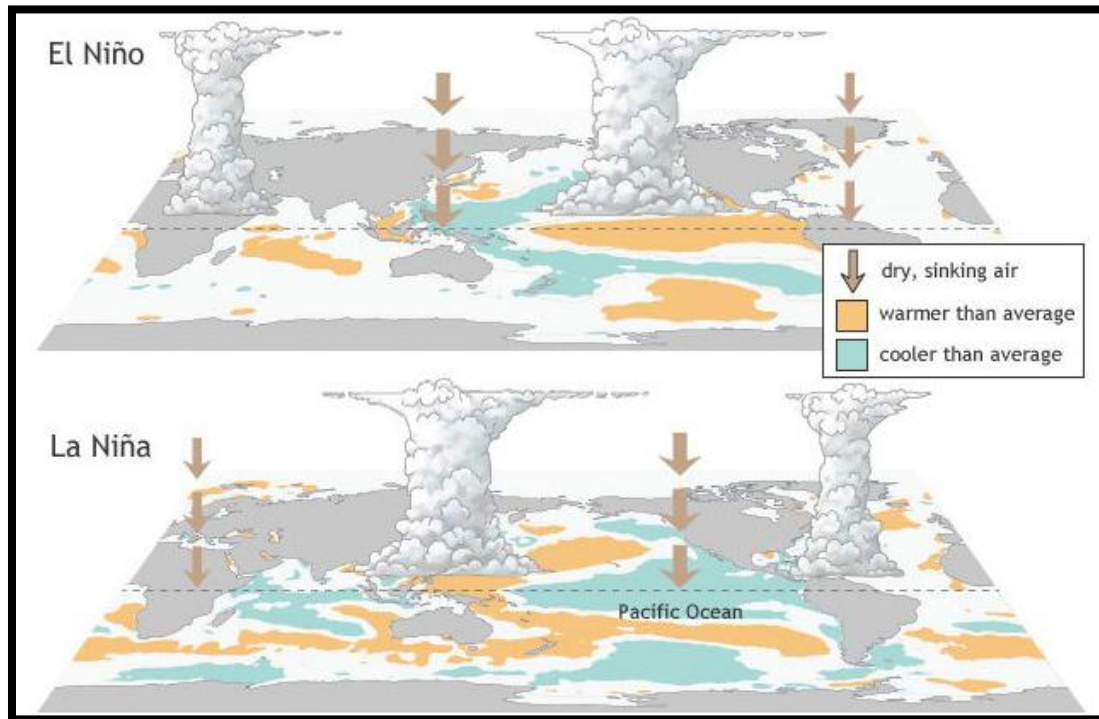 El Niño
dry, sinking air
warmer than average
cooler than average
La Niña
Pacific Ocean